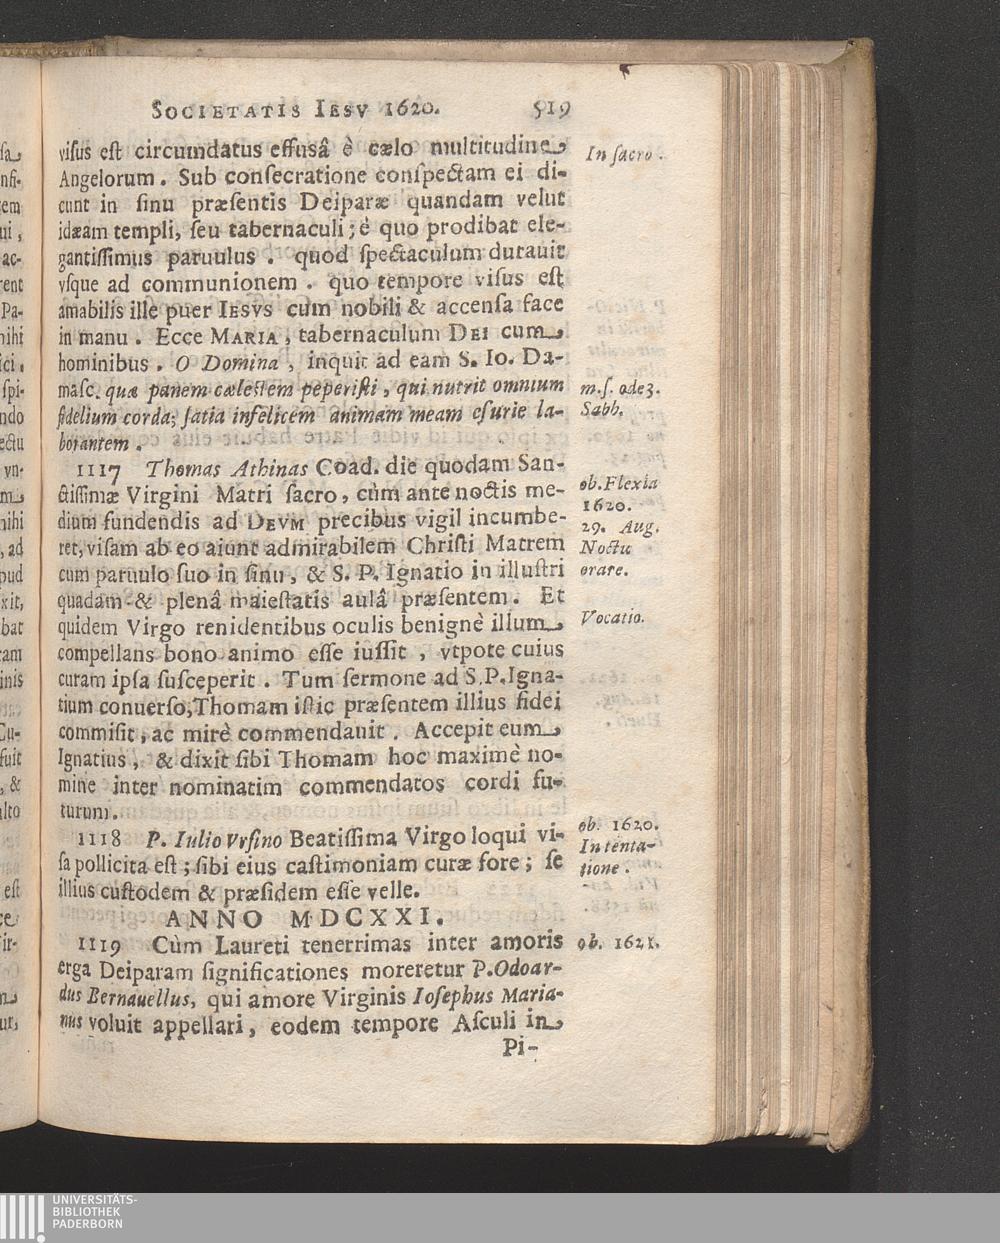 SOCIETATIS IESV 1620. 519
visus est circumdatus effusâ è cælo multitudine
Angelorum. Sub consecratione conspectam ei di-
cunt in sinu præsentis Deiparæ quandam velut
idæam templi, seu tabernaculi; è quo prodibat ele-
gantissimus paruulus. quod spectaculum durauit
vsque ad communionem. quo tempore visus est
amabilis ille puer IESVS cum nobili & accensa face
in manu. Ecce MARIA, tabernaculum DEI cum
hominibus. O Domina, inquit ad eam S. Io. Da-
masc. quæ panem cælestem peperisti, qui nutrit omnium
fidelium corda; satia infelicem animam meam esurie la-
borantem.
In sacro.
m.s. ode 3.
Sabb.
1117 Thomas Athinas Coad. die quodam San-
ctissimæ Virgini Matri sacro, cùm ante noctis me-
dium fundendis ad DEVM precibus vigil incumbe-
ret, visam ab eo aiunt admirabilem Christi Matrem
cum paruulo suo in sinu, & S. P. Ignatio in illustri
quadam & plenâ maiestatis aulâ præsentem. Et
quidem Virgo renidentibus oculis benignè illum
compellans bono animo esse iussit, vtpote cuius
curam ipsa susceperit. Tum sermone ad S.P. Igna-
tium conuerso, Thomam istic præsentem illius fidei
commisit, ac mirè commendauit. Accepit eum
Ignatius, & dixit sibi Thomam hoc maximè no-
mine inter nominatim commendatos cordi fu-
turum.
ob. Flexia
1620.
29. Aug.
Noctu
orare.
Vocatio.
1118 P. Iulio Vrsino Beatissima Virgo loqui vi-
sa pollicita est; sibi eius castimoniam curæ fore; se
illius custodem & præsidem esse velle.
ob. 1620.
In tenta-
tione.
ANNO MDCXXI.
1119 Cùm Laureti tenerrimas inter amoris
erga Deiparam significationes moreretur P. Odoar-
dus Bernauellus, qui amore Virginis Iosephus Maria-
nus voluit appellari, eodem tempore Asculi in
Pi-
ob. 1621.
UNIVERSITÄTS-
BIBLIOTHEK
PADERBORN